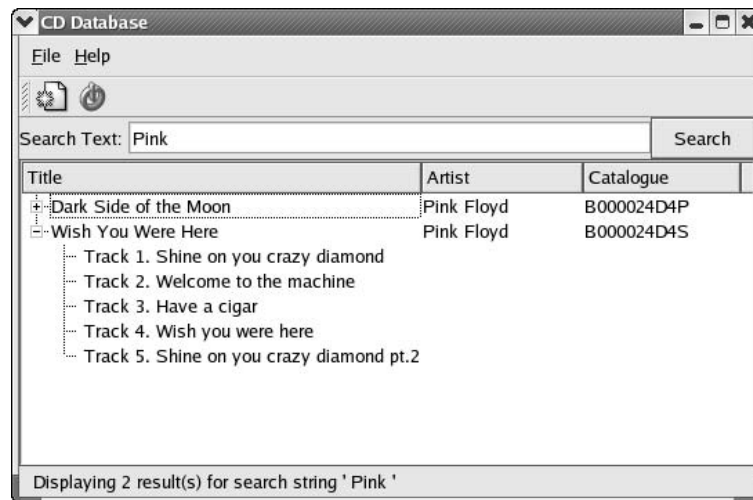 CD Database
File Help
Search Text: Pink Search
Title Artist Catalogue
Dark Side of the Moon Pink Floyd B000024D4P
Wish You Were Here Pink Floyd B000024D4S
Track 1. Shine on you crazy diamond
Track 2. Welcome to the machine
Track 3. Have a cigar
Track 4. Wish you were here
Track 5. Shine on you crazy diamond pt.2
Displaying 2 result(s) for search string ' Pink '